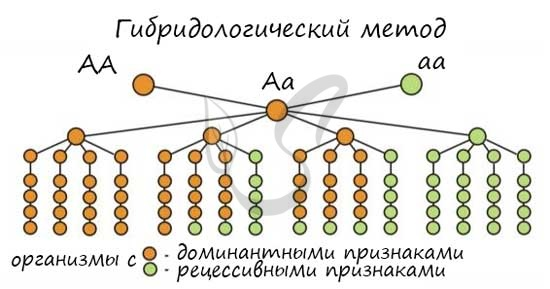 Гибридологический метод
АА
Аа
аа
организмы с - доминантными признаками
- рецессивными признаками